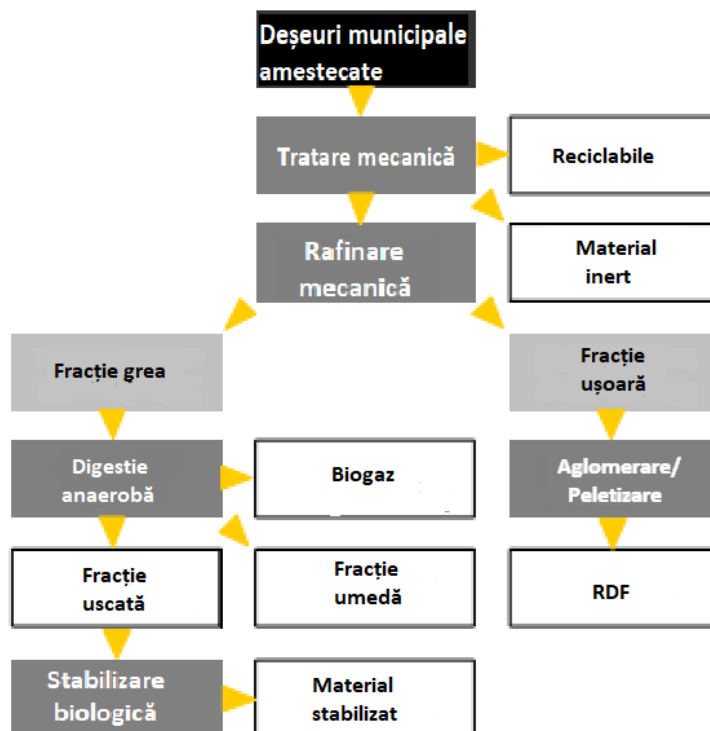 Deșeuri municipale
amestecate
Tratare mecanică
Reciclabile
Rafinare
mecanică
Material
inert
Fracție grea
Fracție
ușoară
Digestie
anaerobă
Biogaz
Aglomerare/
Peletizare
Fracție
uscată
Fracție
umedă
RDF
Stabilizare
biologică
Material
stabilizat